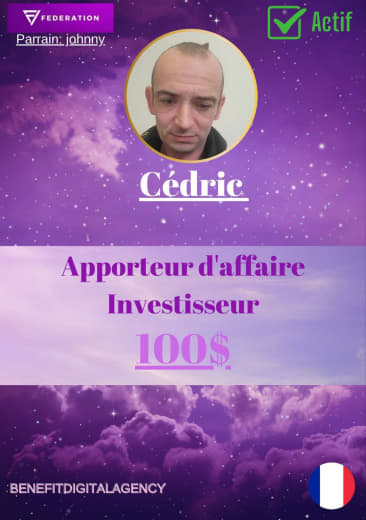 FEDERATION
Actif
Parrain: johnny
Cédric
Apporteur d'affaire
Investisseur
100$
BENEFITDIGITALAGENCY